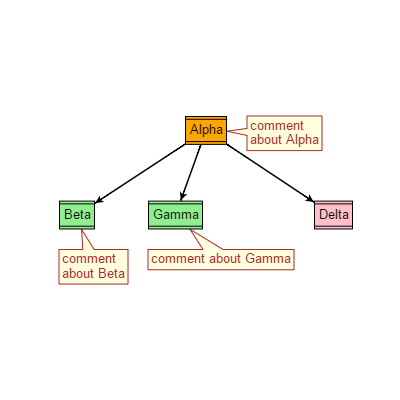 Alpha
comment
about Alpha
Beta
Gamma
Delta
comment
about Beta
comment about Gamma